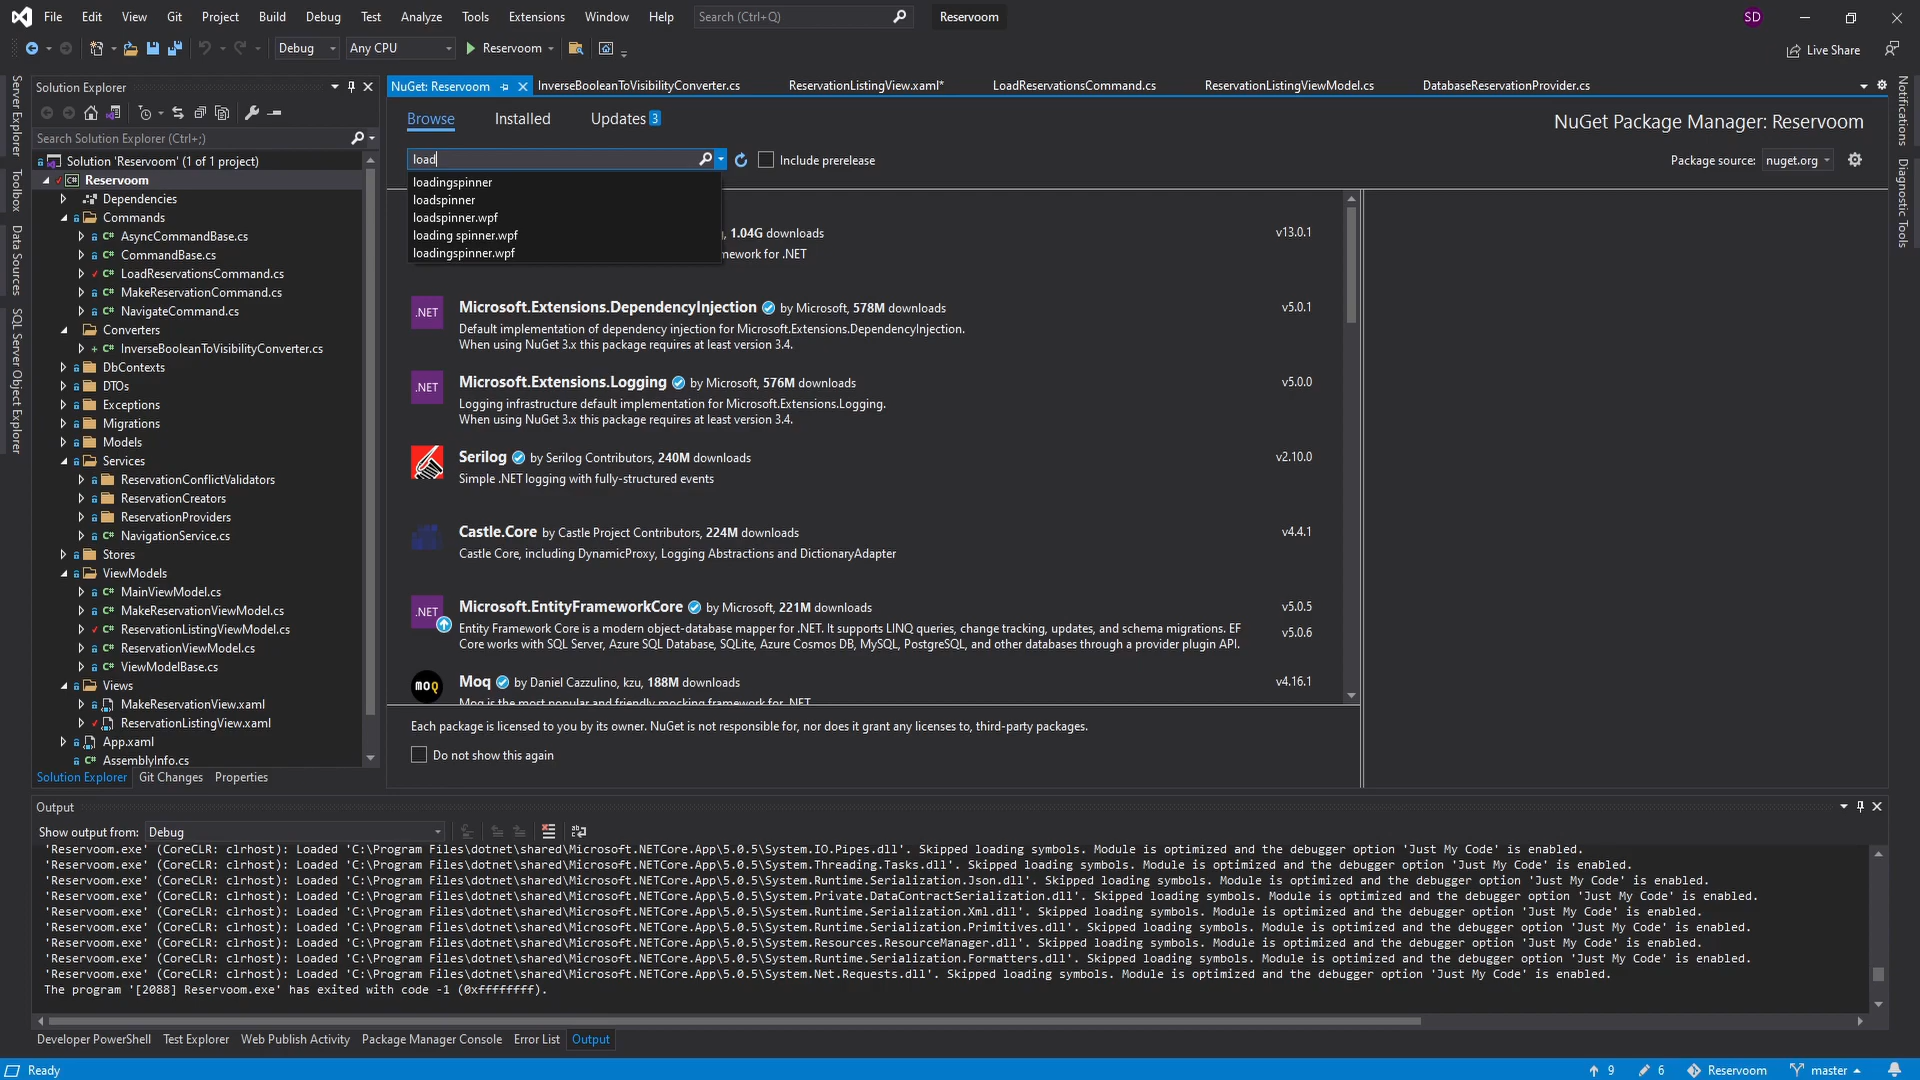 File Edit View Git Project Build Debug Test Analyze Tools Extensions Window Help Search (Ctrl+Q) Reservoom SD
Debug Any CPU Reservoom Live Share
Server Explorer
Toolbox
Data Sources
SQL Server Object Explorer
Solution Explorer
Search Solution Explorer (Ctrl+;)
Solution 'Reservoom' (1 of 1 project)
Reservoom
Dependencies
Commands
AsyncCommandBase.cs
CommandBase.cs
LoadReservationsCommand.cs
MakeReservationCommand.cs
NavigateCommand.cs
Converters
InverseBooleanToVisibilityConverter.cs
DbContexts
DTOs
Exceptions
Migrations
Models
Services
ReservationConflictValidators
ReservationCreators
ReservationProviders
NavigationService.cs
Stores
ViewModels
MainViewModel.cs
MakeReservationViewModel.cs
ReservationListingViewModel.cs
ReservationViewModel.cs
ViewModelBase.cs
Views
MakeReservationView.xaml
ReservationListingView.xaml
App.xaml
AssemblyInfo.cs
Solution Explorer Git Changes Properties
NuGet: Reservoom InverseBooleanToVisibilityConverter.cs ReservationListingView.xaml* LoadReservationsCommand.cs ReservationListingViewModel.cs DatabaseReservationProvider.cs
Browse Installed Updates 3 NuGet Package Manager: Reservoom
load Include prerelease Package source: nuget.org
loadingspinner
loadspinner
loadspinner.wpf
loading spinner.wpf
loadingspinner.wpf
, 1.04G downloads v13.0.1
nework for .NET
.NET Microsoft.Extensions.DependencyInjection by Microsoft, 578M downloads v5.0.1
Default implementation of dependency injection for Microsoft.Extensions.DependencyInjection.
When using NuGet 3.x this package requires at least version 3.4.
.NET Microsoft.Extensions.Logging by Microsoft, 576M downloads v5.0.0
Logging infrastructure default implementation for Microsoft.Extensions.Logging.
When using NuGet 3.x this package requires at least version 3.4.
Serilog by Serilog Contributors, 240M downloads v2.10.0
Simple .NET logging with fully-structured events
Castle.Core by Castle Project Contributors, 224M downloads v4.4.1
Castle Core, including DynamicProxy, Logging Abstractions and DictionaryAdapter
.NET Microsoft.EntityFrameworkCore by Microsoft, 221M downloads v5.0.5
Entity Framework Core is a modern object-database mapper for .NET. It supports LINQ queries, change tracking, updates, and schema migrations. EF v5.0.6
Core works with SQL Server, Azure SQL Database, SQLite, Azure Cosmos DB, MySQL, PostgreSQL, and other databases through a provider plugin API.
MOQ Moq by Daniel Cazzulino, kzu, 188M downloads v4.16.1
Moq is the most popular and friendly mocking framework for .NET
Each package is licensed to you by its owner. NuGet is not responsible for, nor does it grant any licenses to, third-party packages.
Do not show this again
Notifications
Diagnostic Tools
Output
Show output from: Debug
'Reservoom.exe' (CoreCLR: clrhost): Loaded 'C:\Program Files\dotnet\shared\Microsoft.NETCore.App\5.0.5\System.IO.Pipes.dll'. Skipped loading symbols. Module is optimized and the debugger option 'Just My Code' is enabled.
'Reservoom.exe' (CoreCLR: clrhost): Loaded 'C:\Program Files\dotnet\shared\Microsoft.NETCore.App\5.0.5\System.Threading.Tasks.dll'. Skipped loading symbols. Module is optimized and the debugger option 'Just My Code' is enabled.
'Reservoom.exe' (CoreCLR: clrhost): Loaded 'C:\Program Files\dotnet\shared\Microsoft.NETCore.App\5.0.5\System.Runtime.Serialization.Json.dll'. Skipped loading symbols. Module is optimized and the debugger option 'Just My Code' is enabled.
'Reservoom.exe' (CoreCLR: clrhost): Loaded 'C:\Program Files\dotnet\shared\Microsoft.NETCore.App\5.0.5\System.Private.DataContractSerialization.dll'. Skipped loading symbols. Module is optimized and the debugger option 'Just My Code' is enabled.
'Reservoom.exe' (CoreCLR: clrhost): Loaded 'C:\Program Files\dotnet\shared\Microsoft.NETCore.App\5.0.5\System.Runtime.Serialization.Xml.dll'. Skipped loading symbols. Module is optimized and the debugger option 'Just My Code' is enabled.
'Reservoom.exe' (CoreCLR: clrhost): Loaded 'C:\Program Files\dotnet\shared\Microsoft.NETCore.App\5.0.5\System.Runtime.Serialization.Primitives.dll'. Skipped loading symbols. Module is optimized and the debugger option 'Just My Code' is enabled.
'Reservoom.exe' (CoreCLR: clrhost): Loaded 'C:\Program Files\dotnet\shared\Microsoft.NETCore.App\5.0.5\System.Resources.ResourceManager.dll'. Skipped loading symbols. Module is optimized and the debugger option 'Just My Code' is enabled.
'Reservoom.exe' (CoreCLR: clrhost): Loaded 'C:\Program Files\dotnet\shared\Microsoft.NETCore.App\5.0.5\System.Runtime.Serialization.Formatters.dll'. Skipped loading symbols. Module is optimized and the debugger option 'Just My Code' is enabled.
'Reservoom.exe' (CoreCLR: clrhost): Loaded 'C:\Program Files\dotnet\shared\Microsoft.NETCore.App\5.0.5\System.Net.Requests.dll'. Skipped loading symbols. Module is optimized and the debugger option 'Just My Code' is enabled.
The program '[2088] Reservoom.exe' has exited with code -1 (0xffffffff).
Developer PowerShell Test Explorer Web Publish Activity Package Manager Console Error List Output
Ready 9 6 Reservoom master